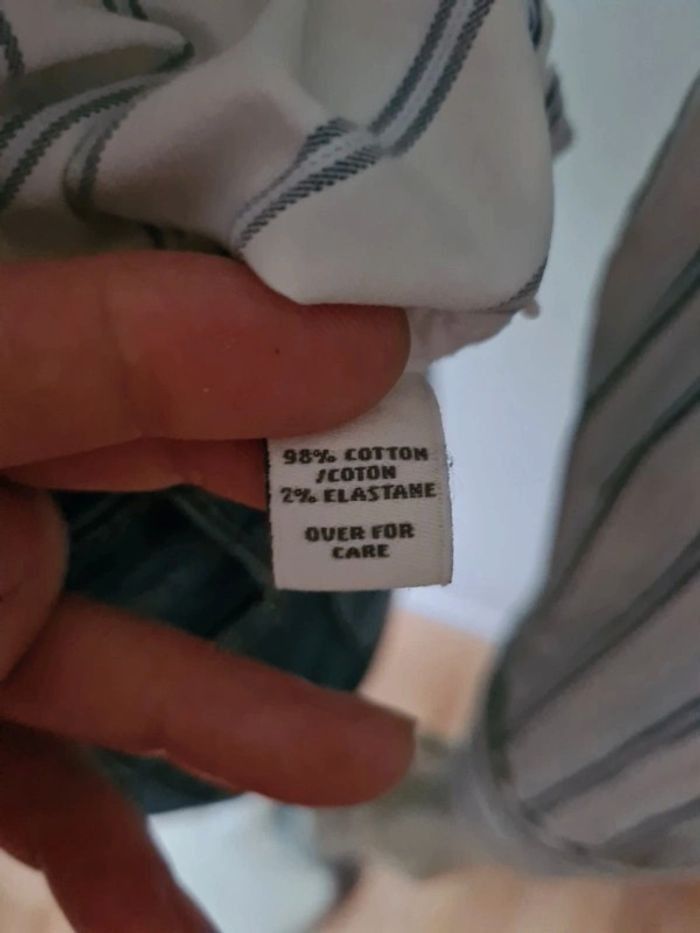 98% COTTON
/COTON
2% ELASTANE
OVER FOR
CARE